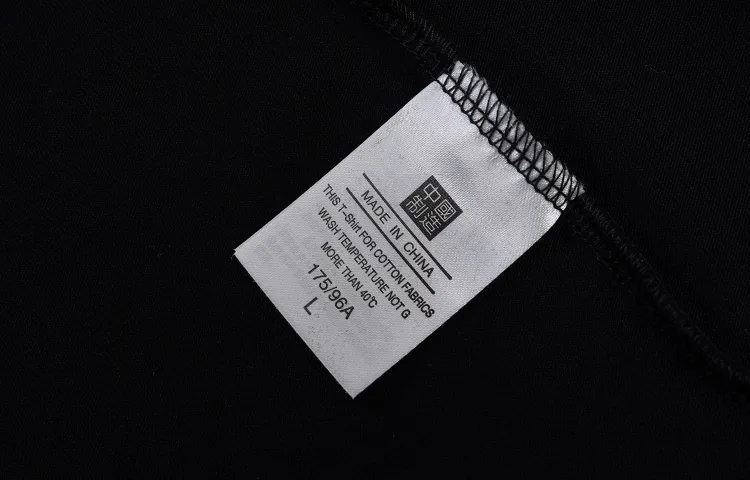 中國
制造
MADE IN CHINA
THIS T-Shirt FOR COTTON FABRICS
WASH TEMPERATURE NOT G
MORE THAN 40℃
175/96A
L